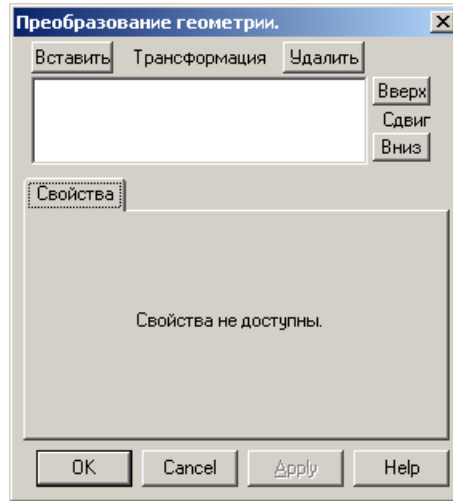 Преобразование геометрии.
Вставить Трансформация Удалить
Вверх
Сдвиг
Вниз
Свойства
Свойства не доступны.
OK Cancel Apply Help